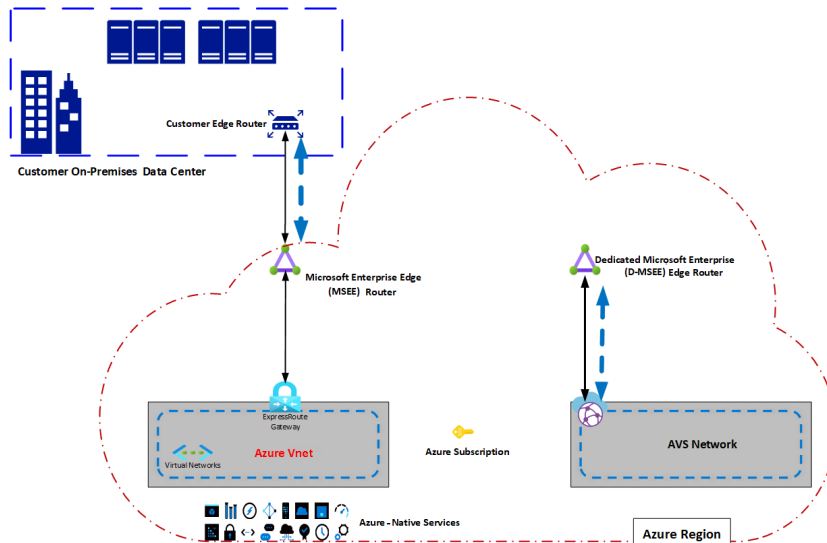 Customer Edge Router
Customer On-Premises Data Center
Microsoft Enterprise Edge
(MSEE) Router
Dedicated Microsoft Enterprise
(D-MSEE) Edge Router
ExpressRoute
Gateway
Azure Vnet
Virtual Networks
Azure Subscription
AVS Network
Azure - Native Services
Azure Region